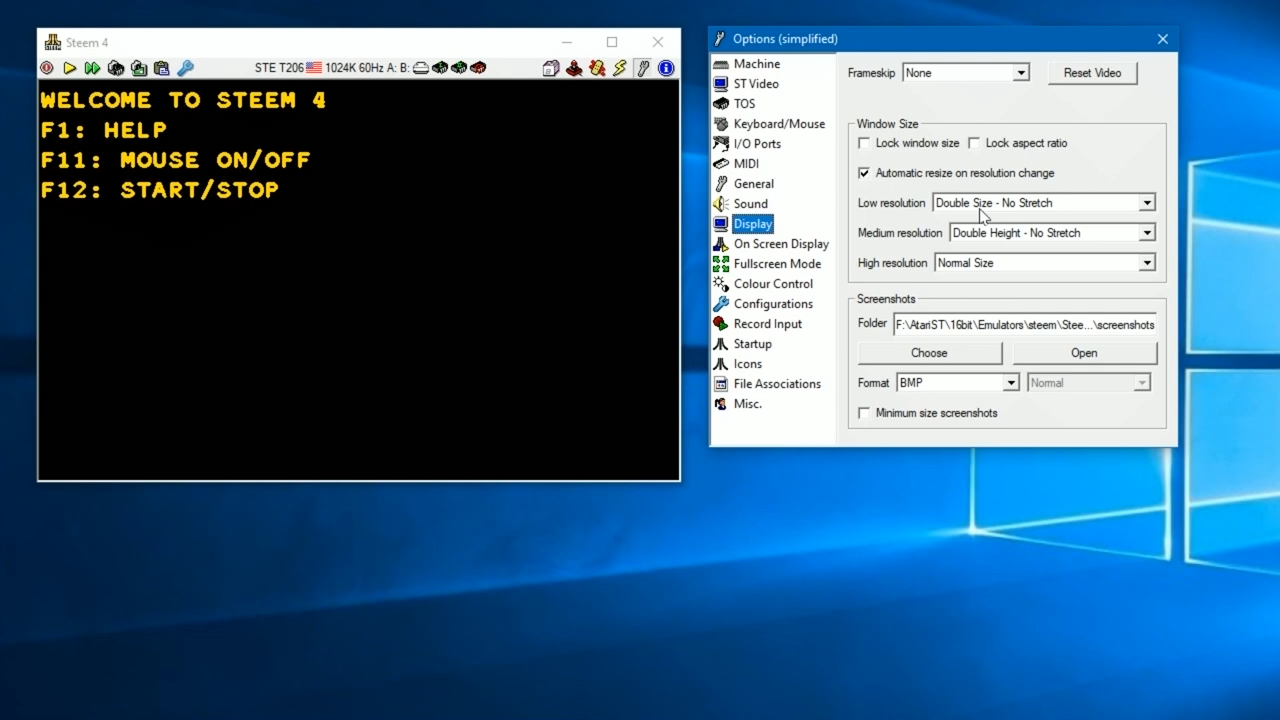 Steem 4
STE T206 1024K 60Hz A: B:
WELCOME TO STEEM 4
F1: HELP
F11: MOUSE ON/OFF
F12: START/STOP
Options (simplified)
Machine
ST Video
TOS
Keyboard/Mouse
I/O Ports
MIDI
General
Sound
Display
On Screen Display
Fullscreen Mode
Colour Control
Configurations
Record Input
Startup
Icons
File Associations
Misc.
Frameskip None Reset Video
Window Size
Lock window size Lock aspect ratio
Automatic resize on resolution change
Low resolution Double Size - No Stretch
Medium resolution Double Height - No Stretch
High resolution Normal Size
Screenshots
Folder F:\AtariST\16bit\Emulators\steem\Stee...\screenshots
Choose Open
Format BMP Normal
Minimum size screenshots